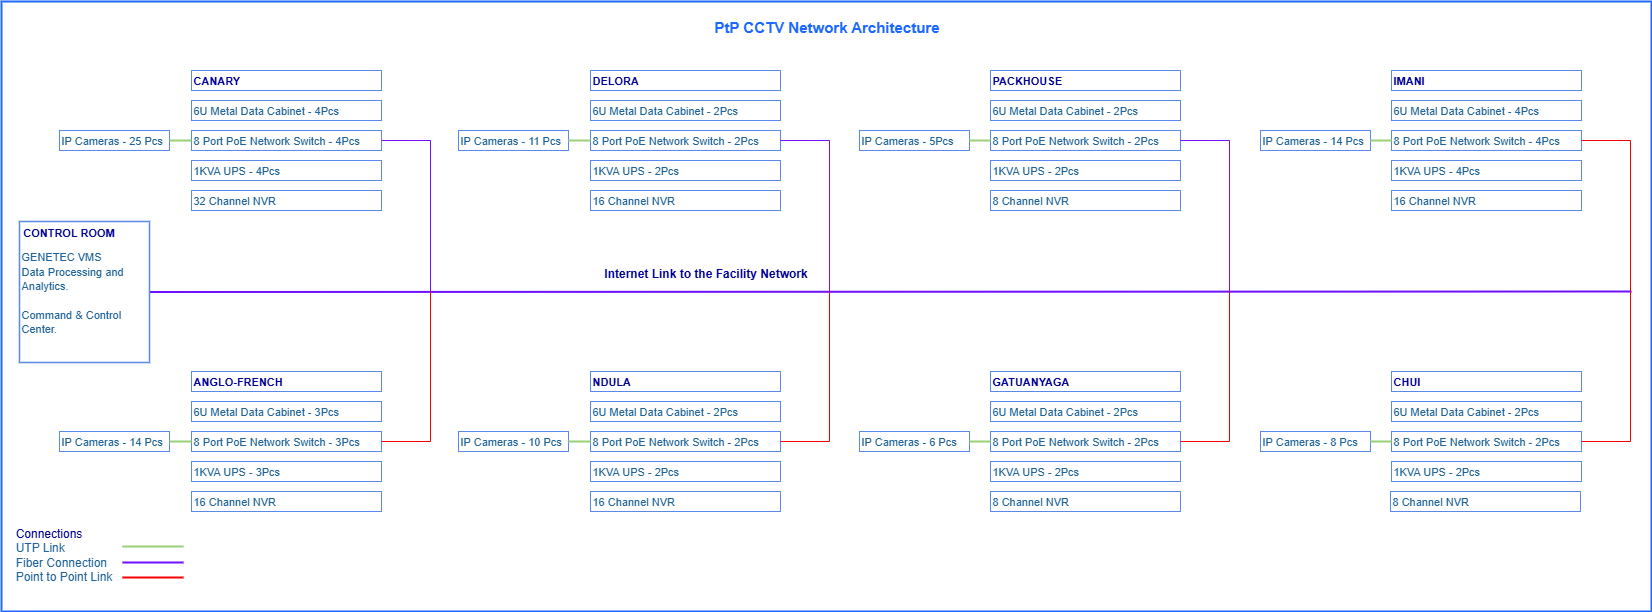 PtP CCTV Network Architecture
CANARY
6U Metal Data Cabinet - 4Pcs
IP Cameras - 25 Pcs
8 Port PoE Network Switch - 4Pcs
1KVA UPS - 4Pcs
32 Channel NVR
DELORA
6U Metal Data Cabinet - 2Pcs
IP Cameras - 11 Pcs
8 Port PoE Network Switch - 2Pcs
1KVA UPS - 2Pcs
16 Channel NVR
PACKHOUSE
6U Metal Data Cabinet - 2Pcs
IP Cameras - 5Pcs
8 Port PoE Network Switch - 2Pcs
1KVA UPS - 2Pcs
8 Channel NVR
IMANI
6U Metal Data Cabinet - 4Pcs
IP Cameras - 14 Pcs
8 Port PoE Network Switch - 4Pcs
1KVA UPS - 4Pcs
16 Channel NVR
CONTROL ROOM
GENETEC VMS
Data Processing and
Analytics.
Command & Control
Center.
Internet Link to the Facility Network
ANGLO-FRENCH
6U Metal Data Cabinet - 3Pcs
IP Cameras - 14 Pcs
8 Port PoE Network Switch - 3Pcs
1KVA UPS - 3Pcs
16 Channel NVR
NDULA
6U Metal Data Cabinet - 2Pcs
IP Cameras - 10 Pcs
8 Port PoE Network Switch - 2Pcs
1KVA UPS - 2Pcs
16 Channel NVR
GATUANYAGA
6U Metal Data Cabinet - 2Pcs
IP Cameras - 6 Pcs
8 Port PoE Network Switch - 2Pcs
1KVA UPS - 2Pcs
8 Channel NVR
CHUI
6U Metal Data Cabinet - 2Pcs
IP Cameras - 8 Pcs
8 Port PoE Network Switch - 2Pcs
1KVA UPS - 2Pcs
8 Channel NVR
Connections
UTP Link
Fiber Connection
Point to Point Link